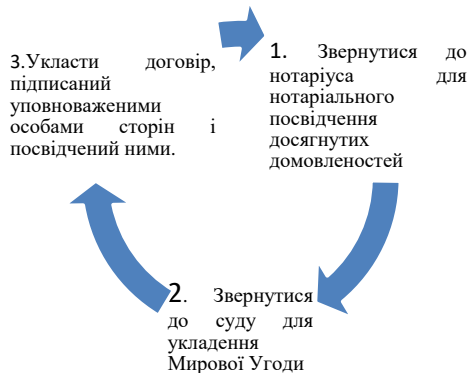 1. Звернутися до
нотаріуса для
нотаріального
посвідчення
досягнутих
домовленостей
2. Звернутися
до суду для
укладення
Мирової Угоди
3.Укласти договір,
підписаний
уповноваженими
особами сторін і
посвідчений ними.